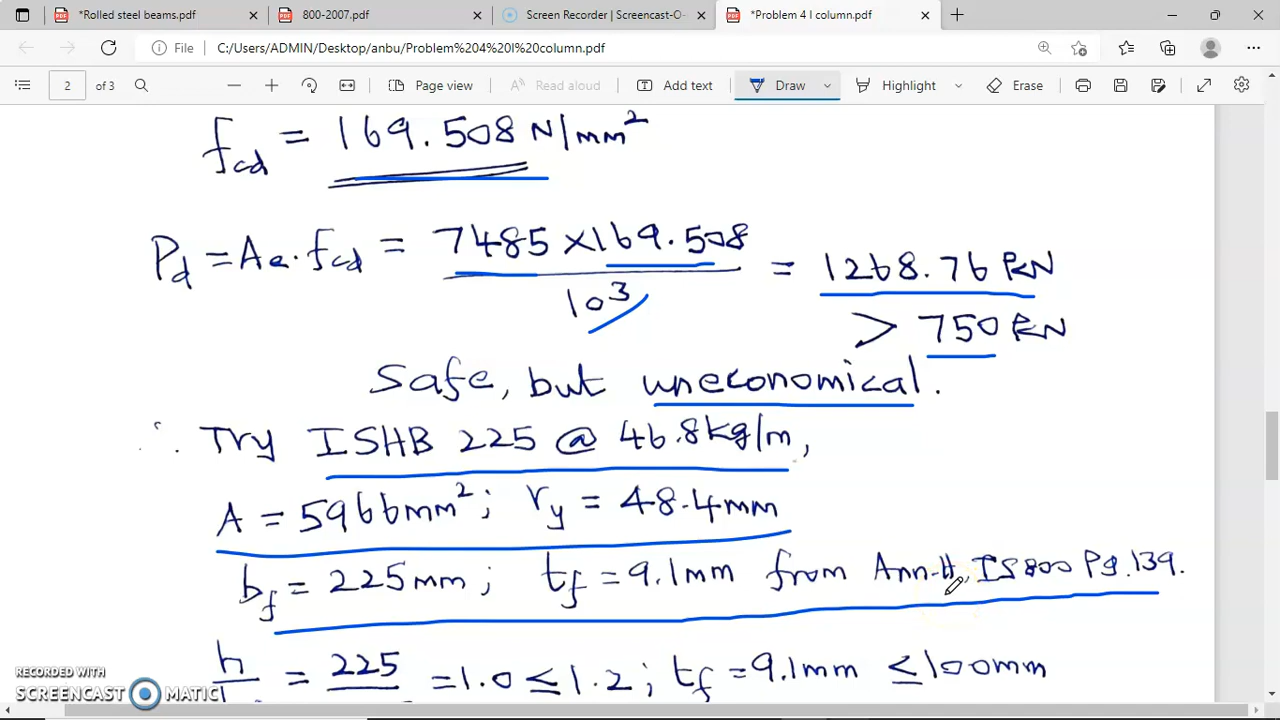 *Rolled steel beams.pdf
800-2007.pdf
Screen Recorder | Screencast-O-
*Problem 4 I column.pdf
File C:/Users/ADMIN/Desktop/anbu/Problem%204%20I%20column.pdf
2 of 3 Page view Read aloud Add text Draw Highlight Erase
fcd = 169.508 N/mm²
Pd = Ae.fcd = 7485 × 169.508 / 10³ = 1268.76 KN
> 750 KN
Safe, but uneconomical.
∴ Try ISHB 225 @ 46.8kg/m,
A = 5966mm²; ry = 48.4mm
bf = 225mm; tf = 9.1mm from Ann-H, IS800 Pg.139.
h = 225 = 1.0 ≤ 1.2; tf = 9.1mm ≤ 100mm
RECORDED WITH
SCREENCAST MATIC